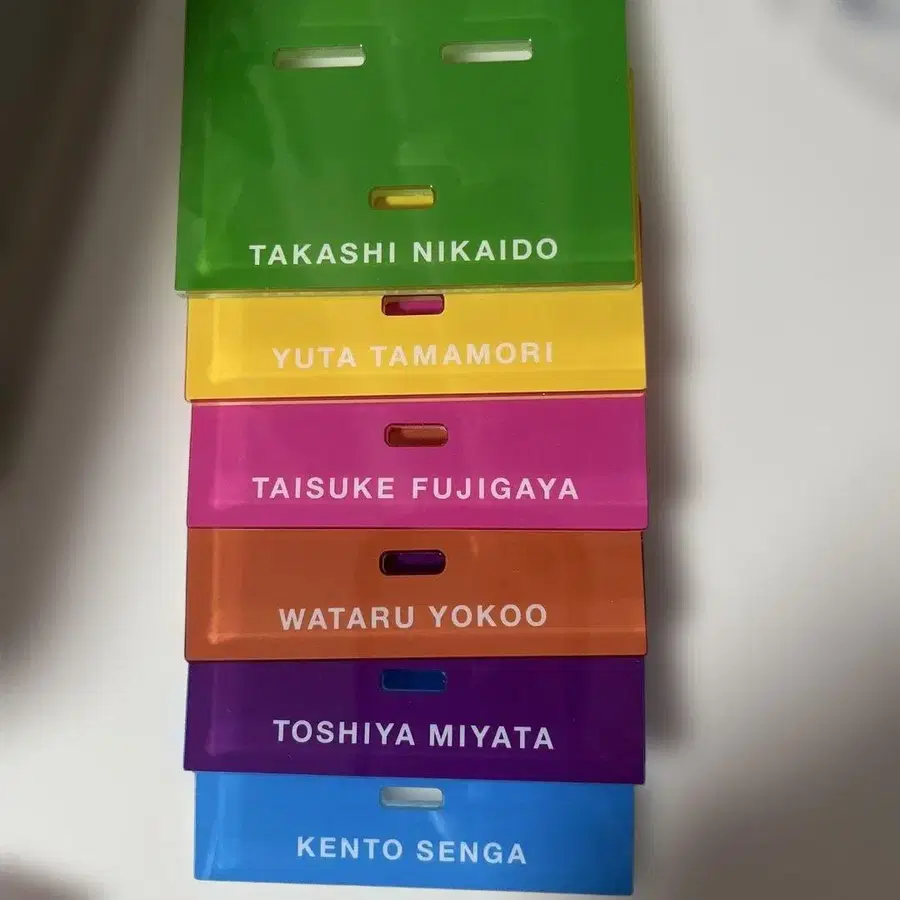 TAKASHI NIKAIDO
YUTA TAMAMORI
TAISUKE FUJIGAYA
WATARU YOKOO
TOSHIYA MIYATA
KENTO SENGA